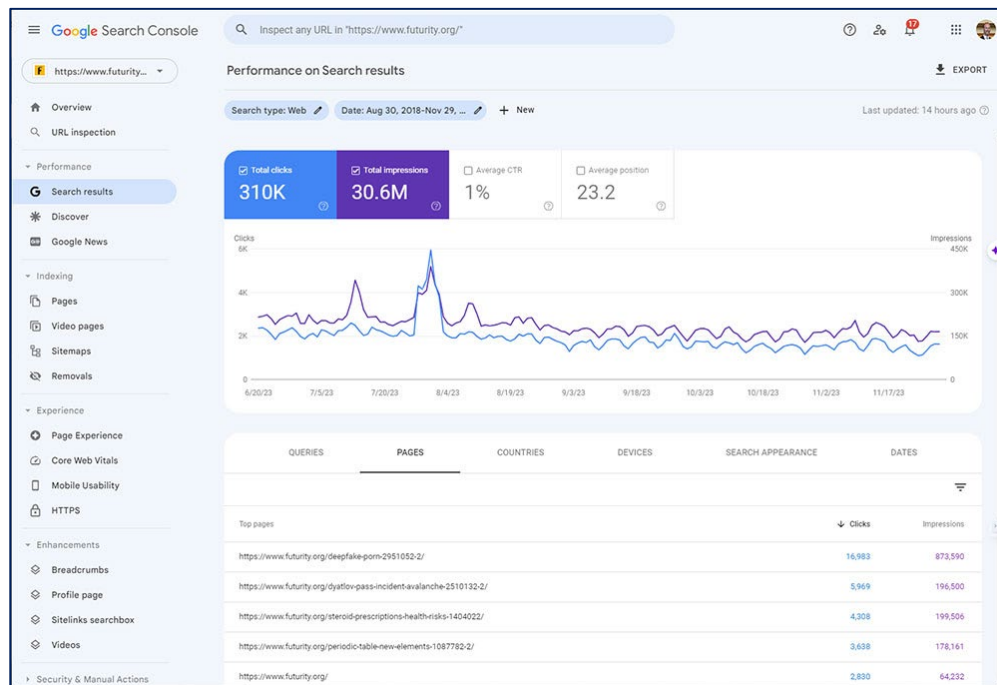 Google Search Console
Inspect any URL in "https://www.futurity.org/"
17
https://www.futurity...
Performance on Search results
EXPORT
Search type: Web
Date: Aug 30, 2018-Nov 29, ...
+ New
Last updated: 14 hours ago
Overview
URL inspection
Performance
Search results
Discover
Google News
Indexing
Pages
Video pages
Sitemaps
Removals
Experience
Page Experience
Core Web Vitals
Mobile Usability
HTTPS
Enhancements
Breadcrumbs
Profile page
Sitelinks searchbox
Videos
Security & Manual Actions
Total clicks
310K
Total impressions
30.6M
Average CTR
1%
Average position
23.2
Clicks
Impressions
6K
450K
4K
300K
2K
150K
0
0
6/20/23 7/5/23 7/20/23 8/4/23 8/19/23 9/3/23 9/18/23 10/3/23 10/18/23 11/2/23 11/17/23
QUERIES PAGES COUNTRIES DEVICES SEARCH APPEARANCE DATES
Top pages Clicks Impressions
https://www.futurity.org/deepfake-porn-2951052-2/ 16,983 873,590
https://www.futurity.org/dyatlov-pass-incident-avalanche-2510132-2/ 5,969 196,500
https://www.futurity.org/steroid-prescriptions-health-risks-1404022/ 4,308 199,506
https://www.futurity.org/periodic-table-new-elements-1087782-2/ 3,638 178,161
https://www.futurity.org/ 2,830 64,232